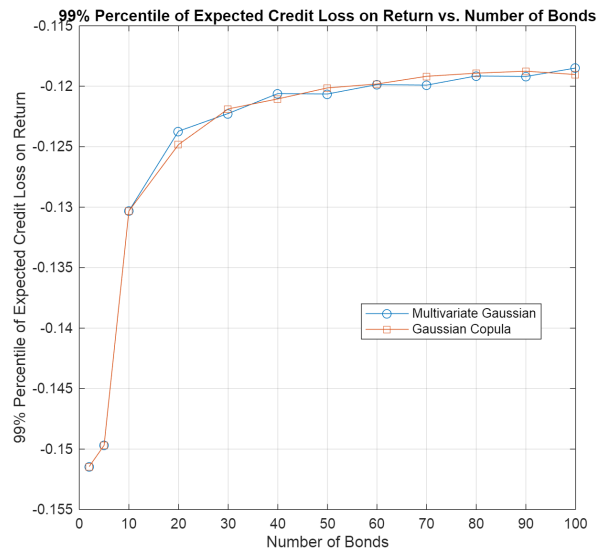 99% Percentile of Expected Credit Loss on Return vs. Number of Bonds
99% Percentile of Expected Credit Loss on Return
-0.115
-0.12
-0.125
-0.13
-0.135
-0.14
-0.145
-0.15
-0.155
Multivariate Gaussian
Gaussian Copula
0 10 20 30 40 50 60 70 80 90 100
Number of Bonds